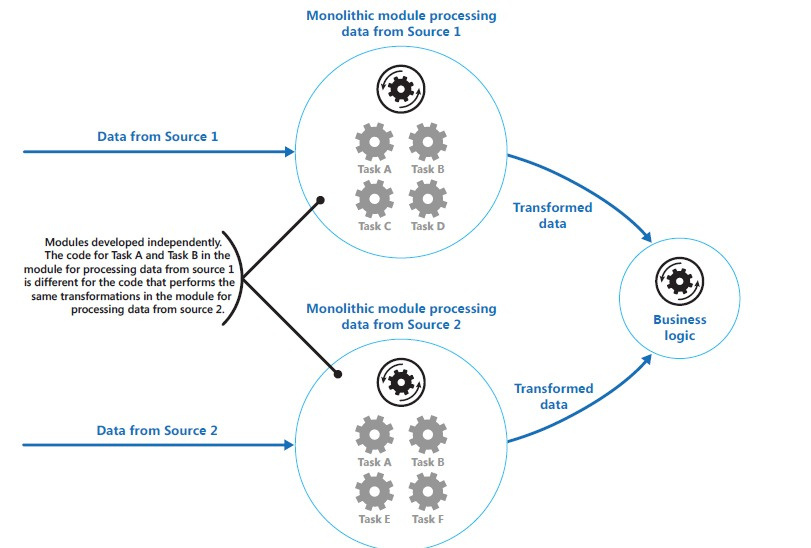 Monolithic module processing
data from Source 1
Data from Source 1
Task A
Task B
Task C
Task D
Transformed
data
Modules developed independently.
The code for Task A and Task B in the
module for processing data from source 1
is different for the code that performs the
same transformations in the module for
processing data from source 2.
Business
logic
Monolithic module processing
data from Source 2
Data from Source 2
Task A
Task B
Task E
Task F
Transformed
data